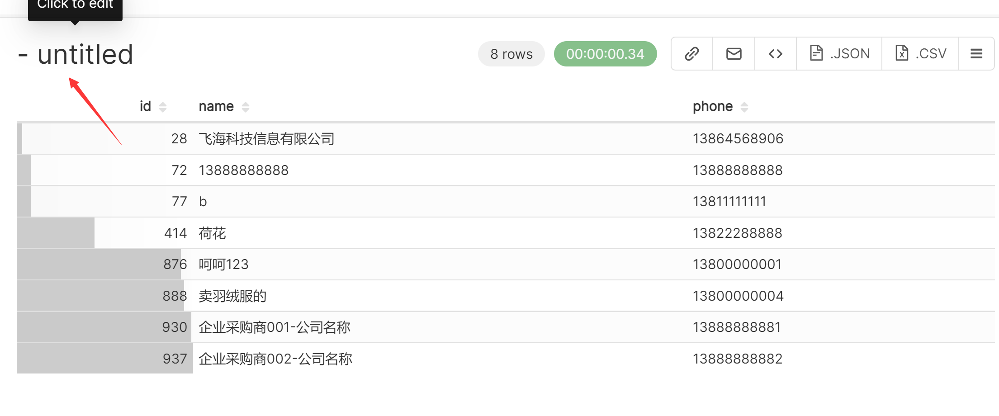 Click to edit
- untitled
8 rows
00:00:00.34
.JSON
.CSV
id name phone
28 飞海科技信息有限公司 13864568906
72 13888888888 13888888888
77 b 13811111111
414 荷花 13822288888
876 呵呵123 13800000001
888 卖羽绒服的 13800000004
930 企业采购商001-公司名称 13888888881
937 企业采购商002-公司名称 13888888882